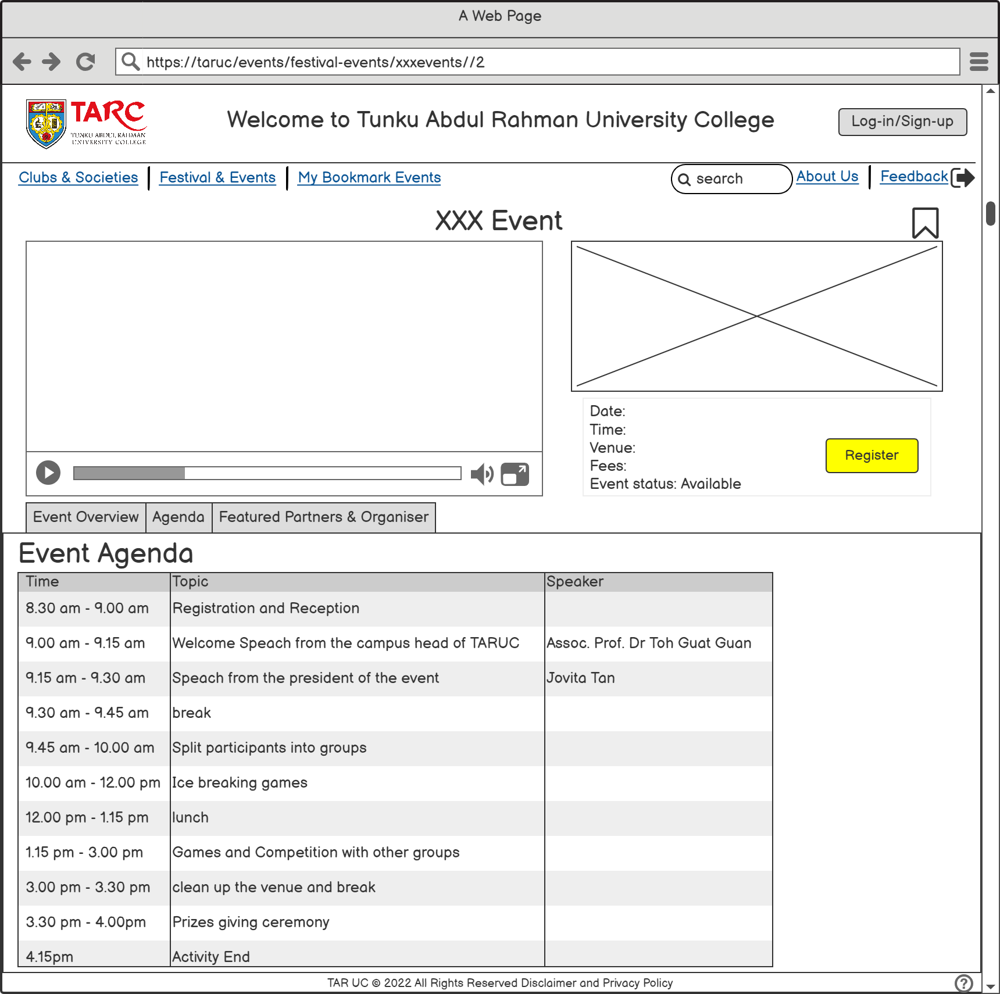 A Web Page
https://taruc/events/festival-events/xxxevents//2
TARC
TUNKU ABDUL RAHMAN
UNIVERSITY COLLEGE
Welcome to Tunku Abdul Rahman University College
Log-in/Sign-up
Clubs & Societies
Festival & Events
My Bookmark Events
search
About Us
Feedback
XXX Event
Date:
Time:
Venue:
Fees:
Event status: Available
Register
Event Overview
Agenda
Featured Partners & Organiser
Event Agenda
Time Topic Speaker
8.30 am - 9.00 am Registration and Reception
9.00 am - 9.15 am Welcome Speach from the campus head of TARUC Assoc. Prof. Dr Toh Guat Guan
9.15 am - 9.30 am Speach from the president of the event Jovita Tan
9.30 am - 9.45 am break
9.45 am - 10.00 am Split participants into groups
10.00 am - 12.00 pm Ice breaking games
12.00 pm - 1.15 pm lunch
1.15 pm - 3.00 pm Games and Competition with other groups
3.00 pm - 3.30 pm clean up the venue and break
3.30 pm - 4.00pm Prizes giving ceremony
4.15pm Activity End
TAR UC © 2022 All Rights Reserved Disclaimer and Privacy Policy
?